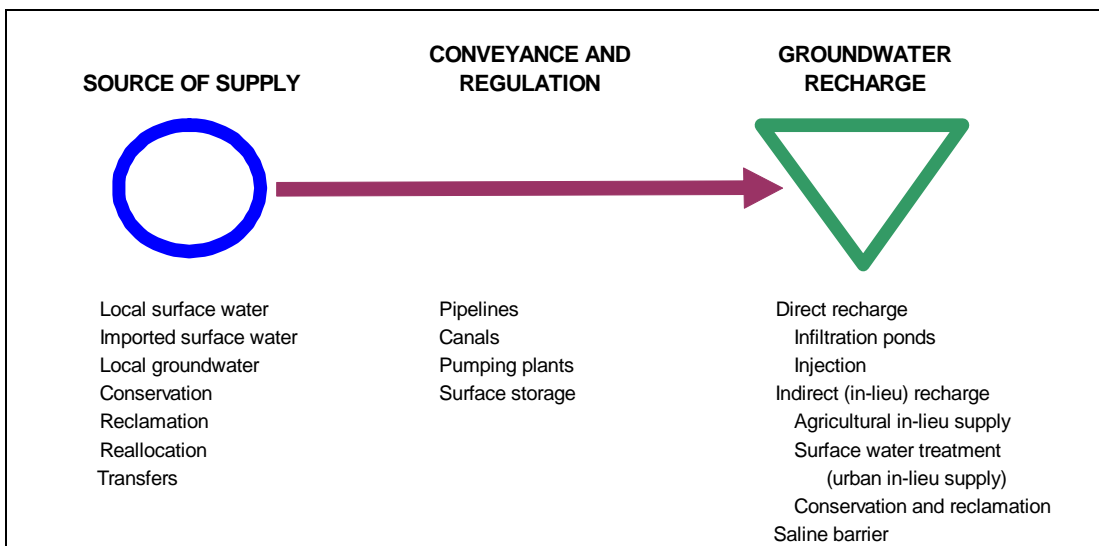 SOURCE OF SUPPLY
CONVEYANCE AND
REGULATION
GROUNDWATER
RECHARGE
Local surface water
Imported surface water
Local groundwater
Conservation
Reclamation
Reallocation
Transfers
Pipelines
Canals
Pumping plants
Surface storage
Direct recharge
Infiltration ponds
Injection
Indirect (in-lieu) recharge
Agricultural in-lieu supply
Surface water treatment
(urban in-lieu supply)
Conservation and reclamation
Saline barrier